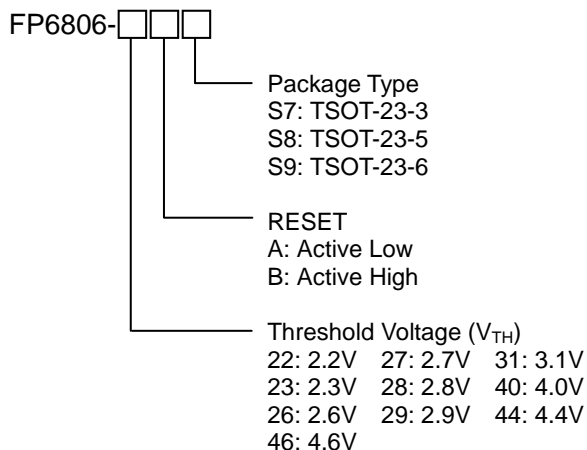 FP6806-
Package Type
S7: TSOT-23-3
S8: TSOT-23-5
S9: TSOT-23-6
RESET
A: Active Low
B: Active High
Threshold Voltage (VTH)
22: 2.2V 27: 2.7V 31: 3.1V
23: 2.3V 28: 2.8V 40: 4.0V
26: 2.6V 29: 2.9V 44: 4.4V
46: 4.6V